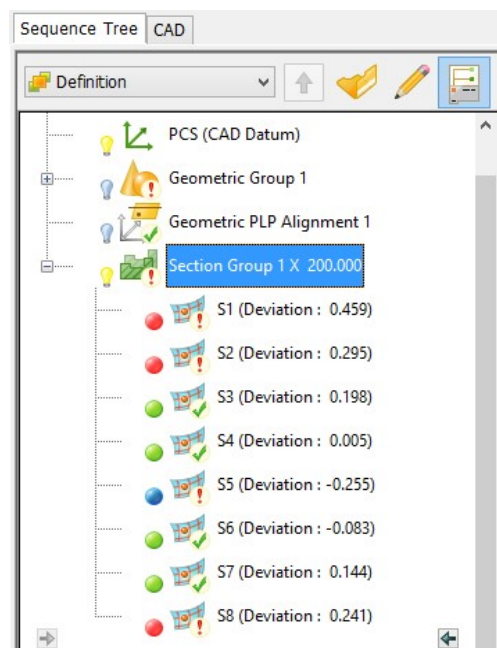 Sequence Tree CAD
Definition
PCS (CAD Datum)
Geometric Group 1
Geometric PLP Alignment 1
Section Group 1 X 200.000
S1 (Deviation : 0.459)
S2 (Deviation : 0.295)
S3 (Deviation : 0.198)
S4 (Deviation : 0.005)
S5 (Deviation : -0.255)
S6 (Deviation : -0.083)
S7 (Deviation : 0.144)
S8 (Deviation : 0.241)